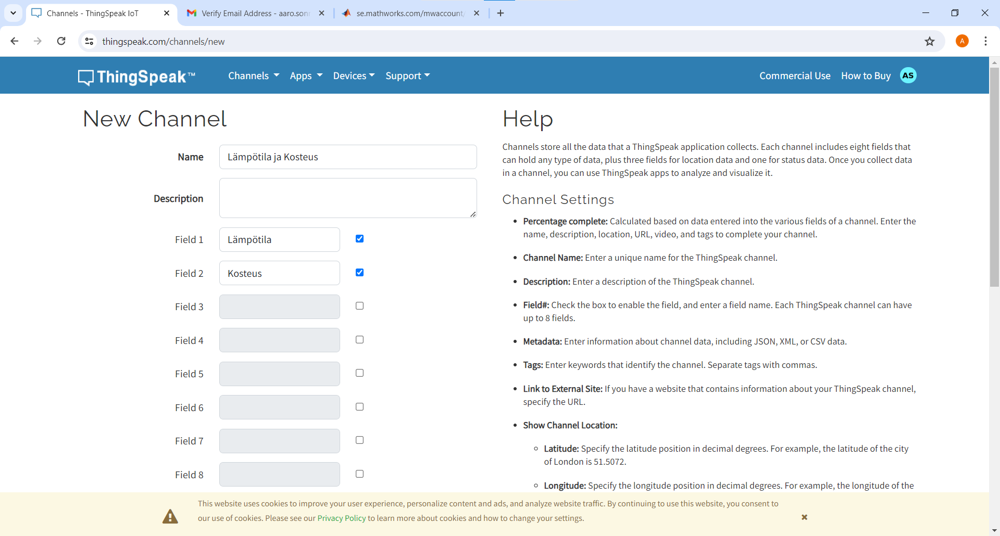 Channels - ThingSpeak IoT
Verify Email Address - aaro.sonn
se.mathworks.com/mwaccount/
thingspeak.com/channels/new
A
ThingSpeak™
Channels
Apps
Devices
Support
Commercial Use
How to Buy
AS
New Channel
Name
Lämpötila ja Kosteus
Description
Field 1
Lämpötila
Field 2
Kosteus
Field 3
Field 4
Field 5
Field 6
Field 7
Field 8
Help
Channels store all the data that a ThingSpeak application collects. Each channel includes eight fields that
can hold any type of data, plus three fields for location data and one for status data. Once you collect data
in a channel, you can use ThingSpeak apps to analyze and visualize it.
Channel Settings
Percentage complete: Calculated based on data entered into the various fields of a channel. Enter the
name, description, location, URL, video, and tags to complete your channel.
Channel Name: Enter a unique name for the ThingSpeak channel.
Description: Enter a description of the ThingSpeak channel.
Field#: Check the box to enable the field, and enter a field name. Each ThingSpeak channel can have
up to 8 fields.
Metadata: Enter information about channel data, including JSON, XML, or CSV data.
Tags: Enter keywords that identify the channel. Separate tags with commas.
Link to External Site: If you have a website that contains information about your ThingSpeak channel,
specify the URL.
Show Channel Location:
Latitude: Specify the latitude position in decimal degrees. For example, the latitude of the city
of London is 51.5072.
Longitude: Specify the longitude position in decimal degrees. For example, the longitude of the
This website uses cookies to improve your user experience, personalize content and ads, and analyze website traffic. By continuing to use this website, you consent to
our use of cookies. Please see our Privacy Policy to learn more about cookies and how to change your settings.